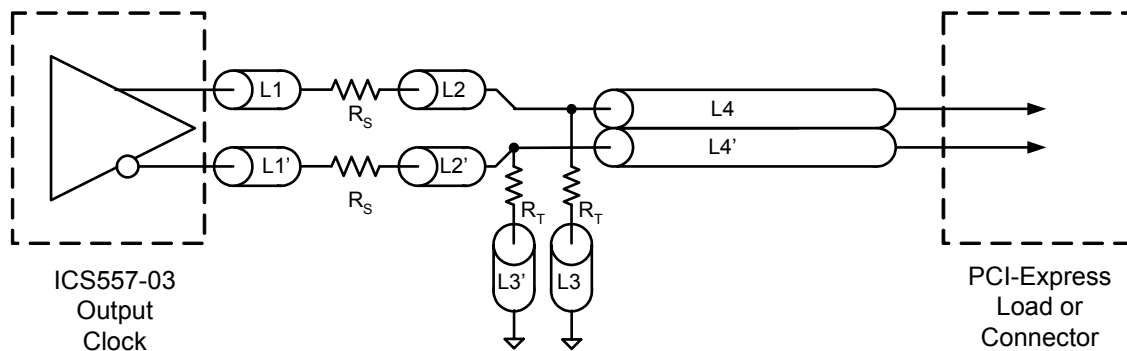 L1
R_S
L2
L4
L1'
R_S
L2'
L4'
R_T
R_T
L3'
L3
ICS557-03
Output
Clock
PCI-Express
Load or
Connector